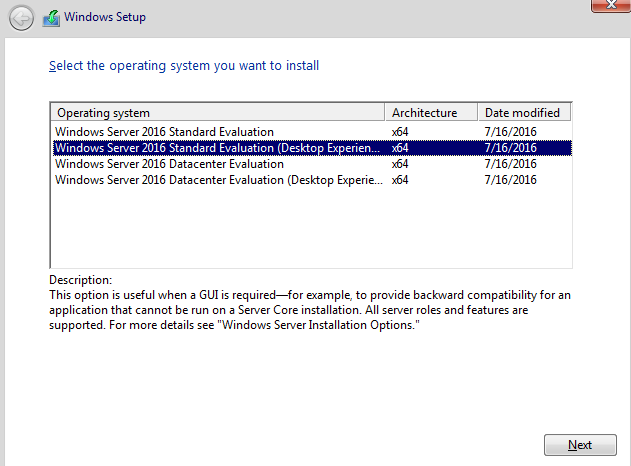 Windows Setup
Select the operating system you want to install
Operating system Architecture Date modified
Windows Server 2016 Standard Evaluation x64 7/16/2016
Windows Server 2016 Standard Evaluation (Desktop Experien... x64 7/16/2016
Windows Server 2016 Datacenter Evaluation x64 7/16/2016
Windows Server 2016 Datacenter Evaluation (Desktop Experie... x64 7/16/2016
Description:
This option is useful when a GUI is required—for example, to provide backward compatibility for an
application that cannot be run on a Server Core installation. All server roles and features are
supported. For more details see "Windows Server Installation Options."
Next